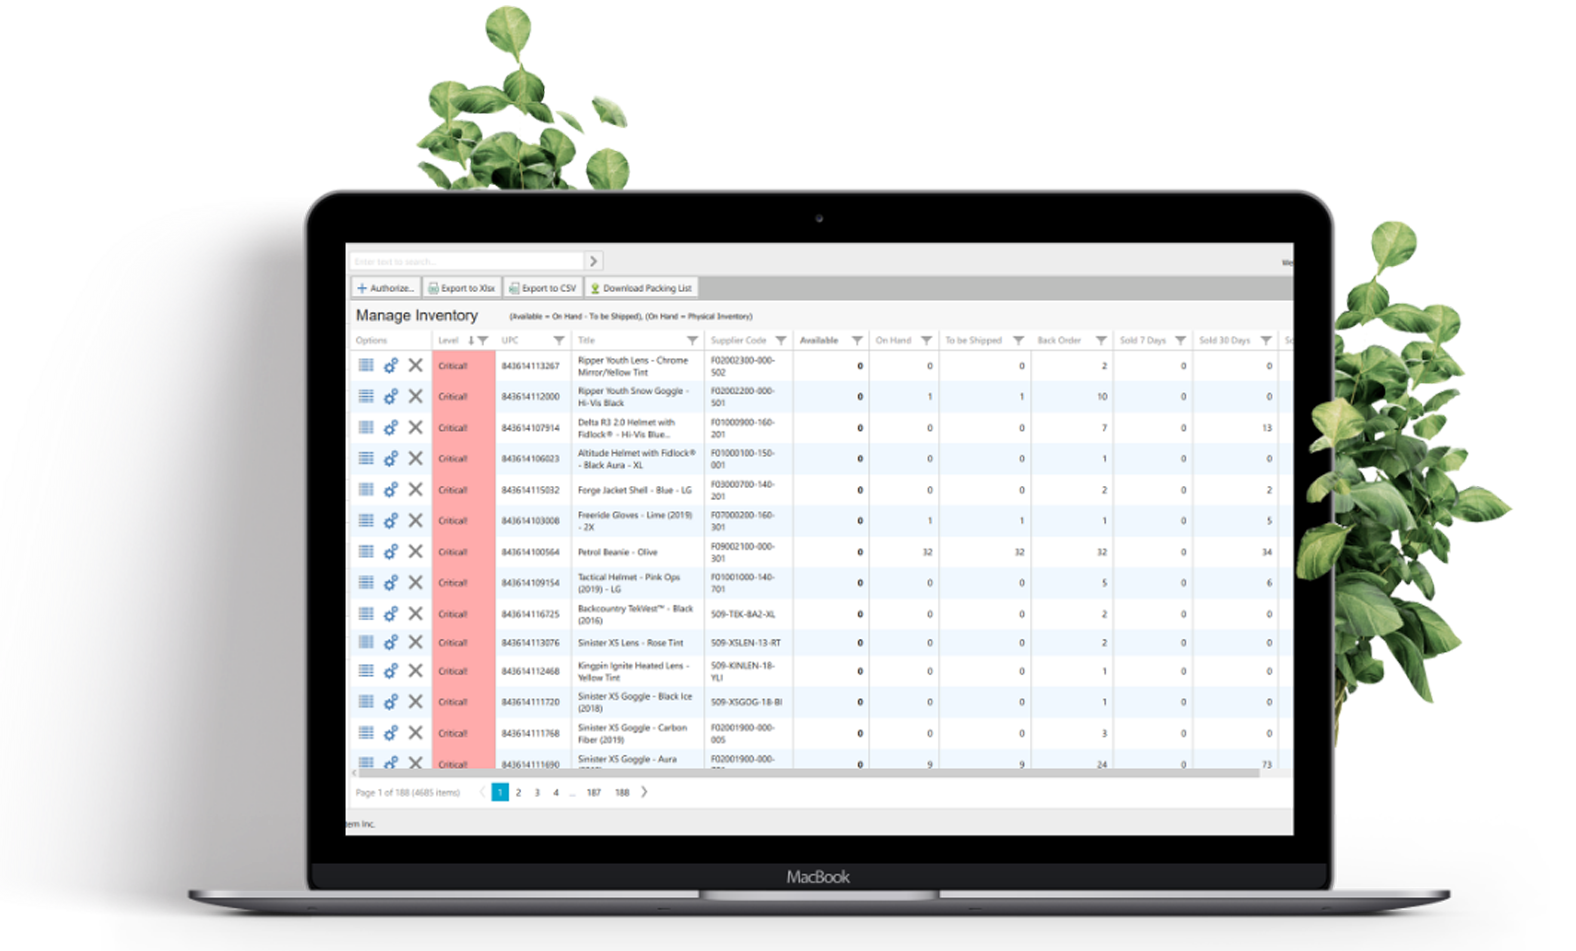 Enter text to search...
We
Authorize... Export to Xlsx Export to CSV Download Packing List
Manage Inventory (Available = On Hand - To be Shipped), (On Hand = Physical Inventory)
Options Level UPC Title Supplier Code Available On Hand To be Shipped Back Order Sold 7 Days Sold 30 Days So
Critical! 843614113267 Ripper Youth Lens - Chrome Mirror/Yellow Tint F02002300-000-502 0 0 0 2 0 0
Critical! 843614112000 Ripper Youth Snow Goggle - Hi-Vis Black F02002200-000-501 0 1 1 10 0 0
Critical! 843614107914 Delta R3 2.0 Helmet with Fidlock® - Hi-Vis Blue... F01000900-160-201 0 0 0 7 0 13
Critical! 843614106023 Altitude Helmet with Fidlock® - Black Aura - XL F01000100-150-001 0 0 0 1 0 0
Critical! 843614115032 Forge Jacket Shell - Blue - LG F03000700-140-201 0 0 0 2 0 2
Critical! 843614103008 Freeride Gloves - Lime (2019) - 2X F07000200-160-301 0 1 1 1 0 5
Critical! 843614100564 Petrol Beanie - Olive F09002100-000-301 0 32 32 32 0 34
Critical! 843614109154 Tactical Helmet - Pink Ops (2019) - LG F01001000-140-701 0 0 0 5 0 6
Critical! 843614116725 Backcountry TekVest™ - Black (2016) S09-TEK-BA2-XL 0 0 0 2 0 0
Critical! 843614113076 Sinister X5 Lens - Rose Tint S09-X5LEN-13-RT 0 0 0 2 0 0
Critical! 843614112468 Kingpin Ignite Heated Lens - Yellow Tint S09-KINLEN-18-YLI 0 0 0 1 0 0
Critical! 843614111720 Sinister X5 Goggle - Black Ice (2018) S09-X5GOG-18-BI 0 0 0 1 0 0
Critical! 843614111768 Sinister X5 Goggle - Carbon Fiber (2019) F02001900-000-005 0 0 0 3 0 0
Critical! 843614111690 Sinister X5 Goggle - Aura F02001900-000- 0 9 9 24 0 73
Page 1 of 188 (4685 items) 1 2 3 4 ... 187 188
tem Inc.
MacBook